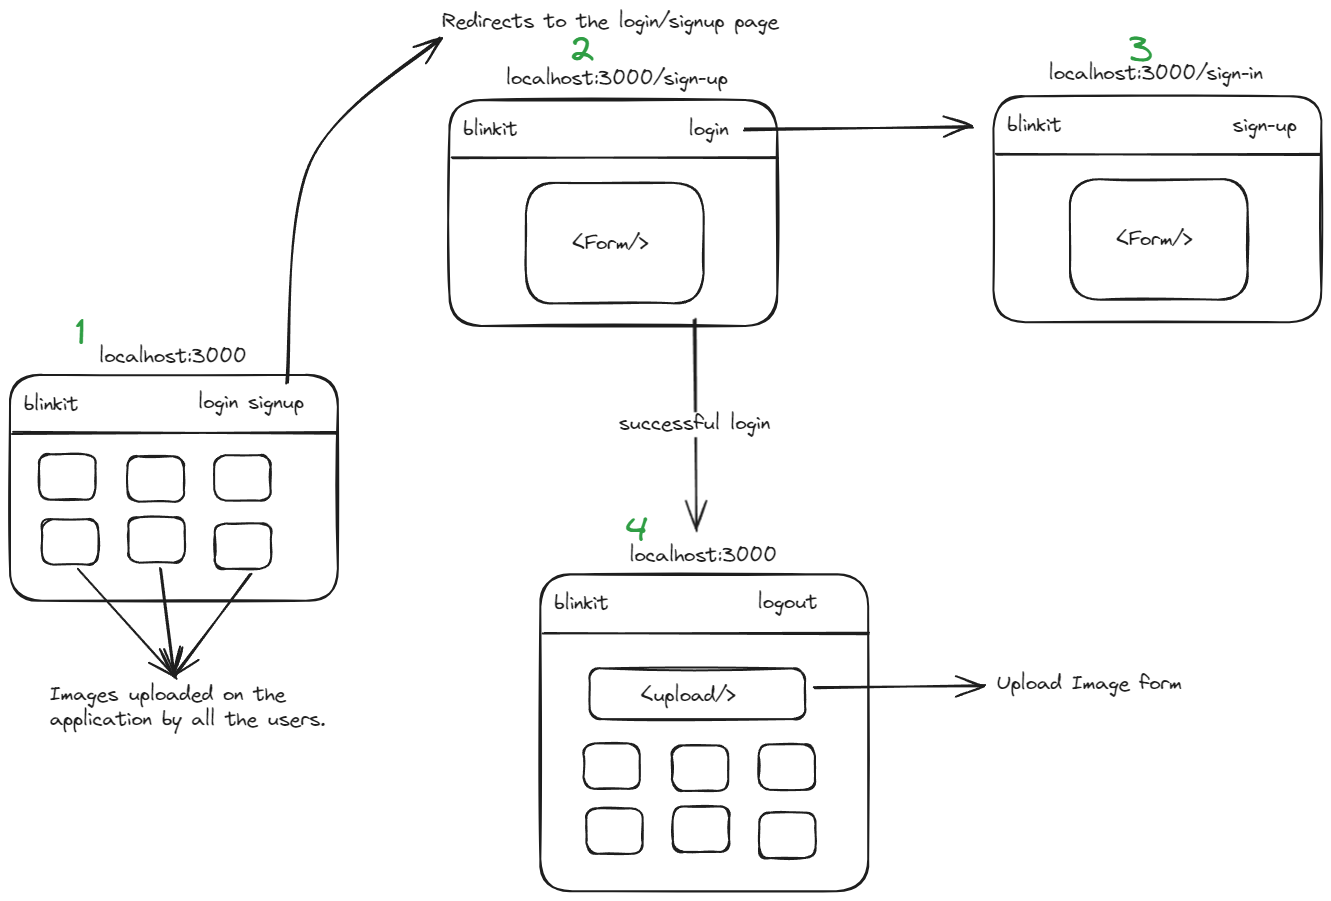 Redirects to the login/signup page
2
localhost:3000/sign-up
blinkit
login
<Form/>
3
localhost:3000/sign-in
blinkit
sign-up
<Form/>
1
localhost:3000
blinkit
login signup
Images uploaded on the
application by all the users.
successful login
4
localhost:3000
blinkit
logout
<upload/>
Upload Image form